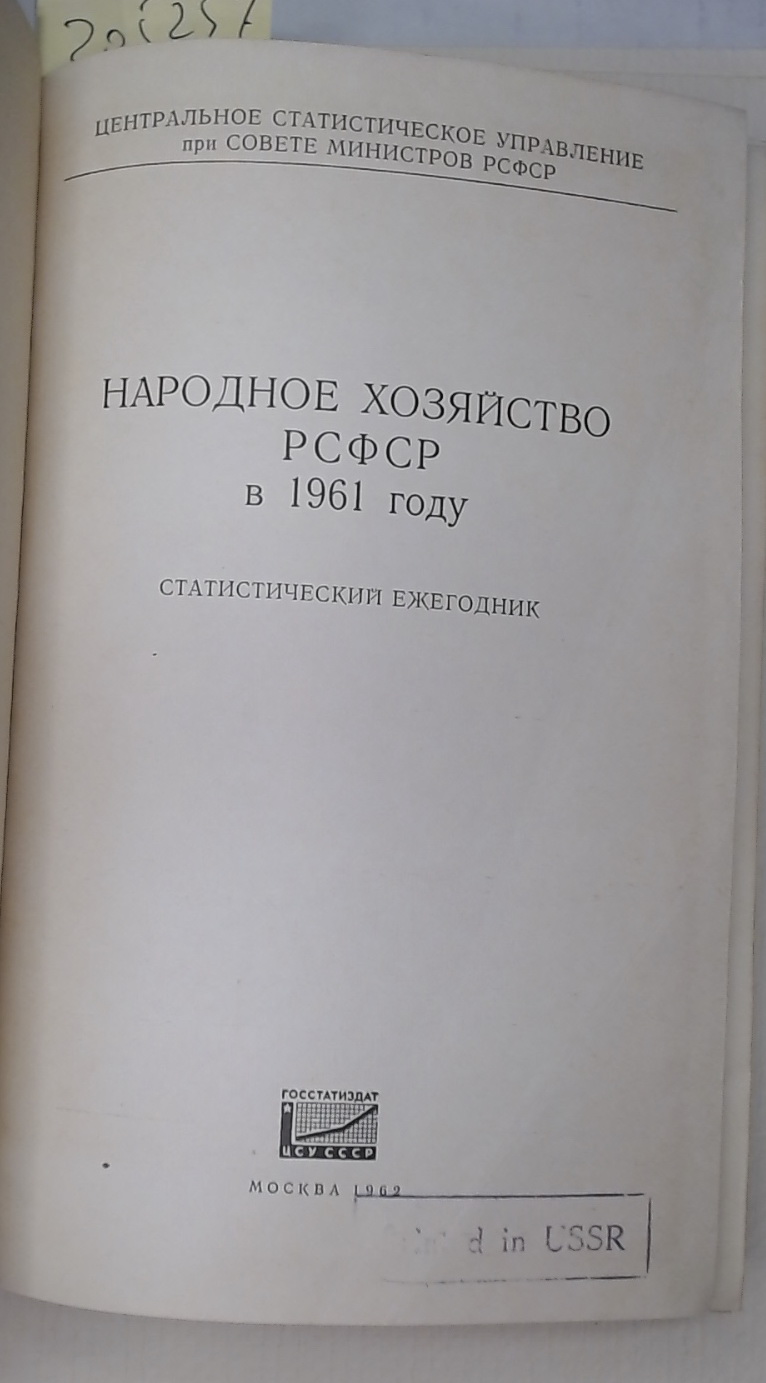 ЦЕНТРАЛЬНОЕ СТАТИСТИЧЕСКОЕ УПРАВЛЕНИЕ
при СОВЕТЕ МИНИСТРОВ РСФСР
НАРОДНОЕ ХОЗЯЙСТВО
РСФСР
в 1961 году
СТАТИСТИЧЕСКИЙ ЕЖЕГОДНИК
ГОССТАТИЗДАТ
ЦСУ СССР
МОСКВА 1962
in USSR